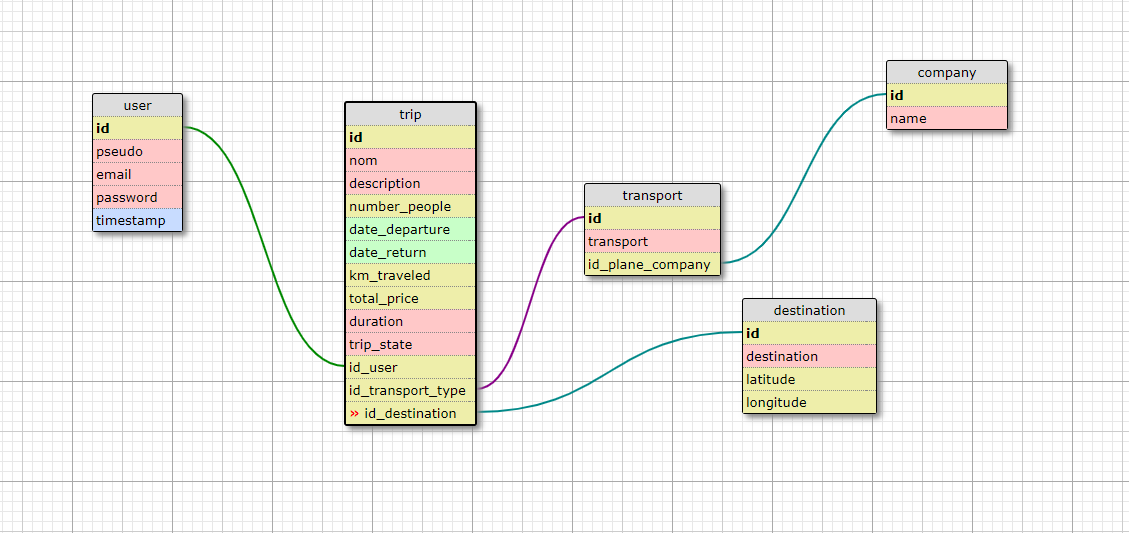 user
id
pseudo
email
password
timestamp
trip
id
nom
description
number_people
date_departure
date_return
km_traveled
total_price
duration
trip_state
id_user
id_transport_type
» id_destination
transport
id
transport
id_plane_company
company
id
name
destination
id
destination
latitude
longitude